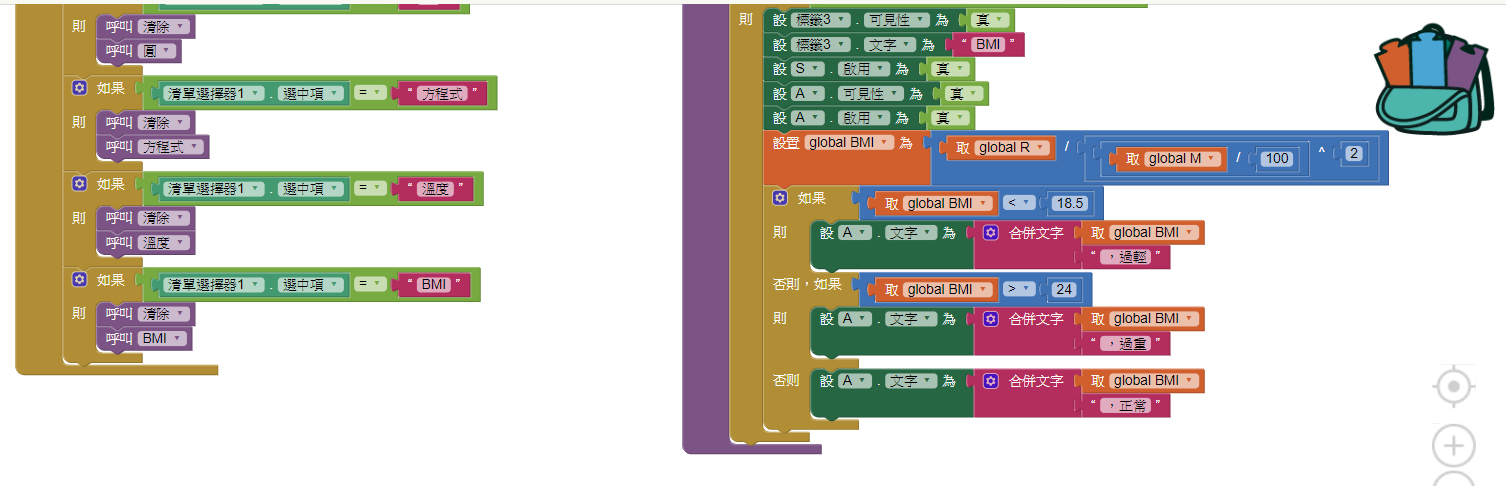 則 呼叫 清除
呼叫 圓
如果 清單選擇器1 . 選中項 = “ 方程式 ”
則 呼叫 清除
呼叫 方程式
如果 清單選擇器1 . 選中項 = “ 溫度 ”
則 呼叫 清除
呼叫 溫度
如果 清單選擇器1 . 選中項 = “ BMI ”
則 呼叫 清除
呼叫 BMI
則 設 標籤3 . 可見性 為 真
設 標籤3 . 文字 為 “ BMI ”
設 S . 啟用 為 真
設 A . 可見性 為 真
設 A . 啟用 為 真
設置 global BMI 為 取 global R / 取 global M / 100 ^ 2
如果 取 global BMI < 18.5
則 設 A . 文字 為 合併文字 取 global BMI
“ ，過輕 ”
否則，如果 取 global BMI > 24
則 設 A . 文字 為 合併文字 取 global BMI
“ ，過重 ”
否則 設 A . 文字 為 合併文字 取 global BMI
“ ，正常 ”